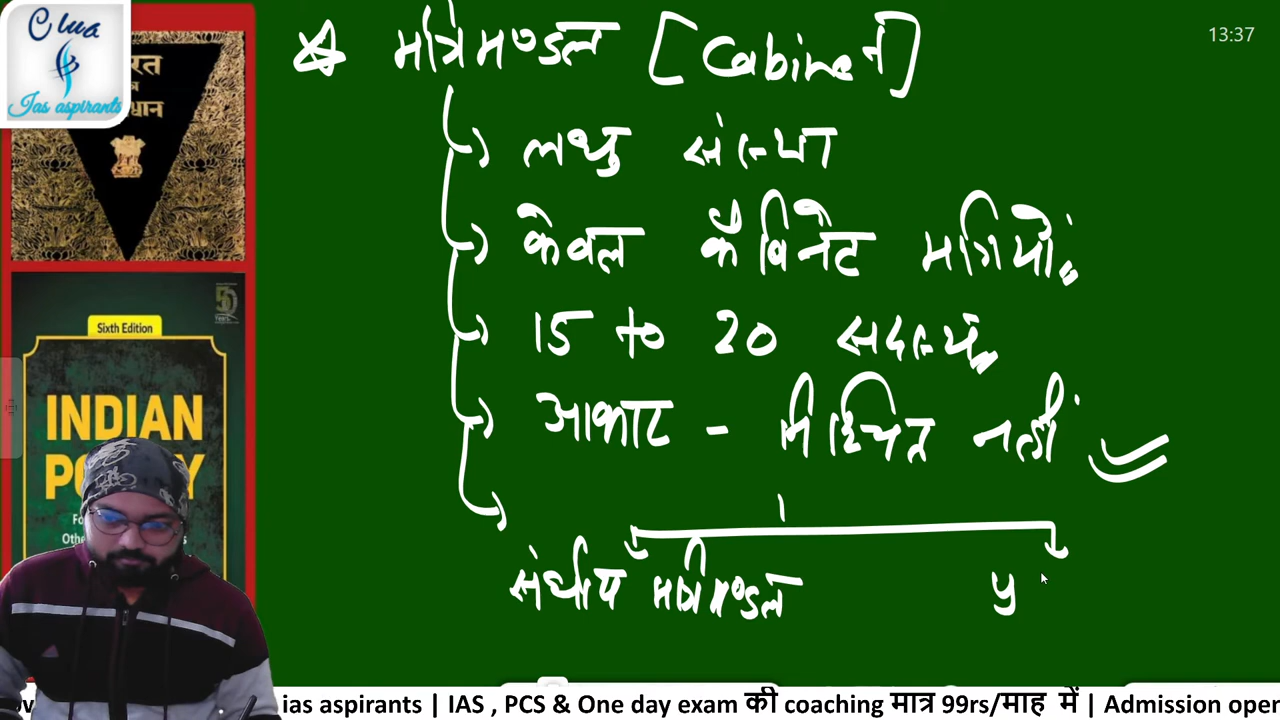 Clua
Ias aspirants
13:37
मंत्रिमण्डल [Cabinet]
लघु संस्था
केवल कैबिनेट मंत्रियों
15 to 20 सदस्य
आकार - निश्चित नहीं
संघीय मंत्रीमण्डल
y
Sixth Edition
INDIAN
ias aspirants | IAS , PCS & One day exam की coaching मात्र 99rs/माह में | Admission oper